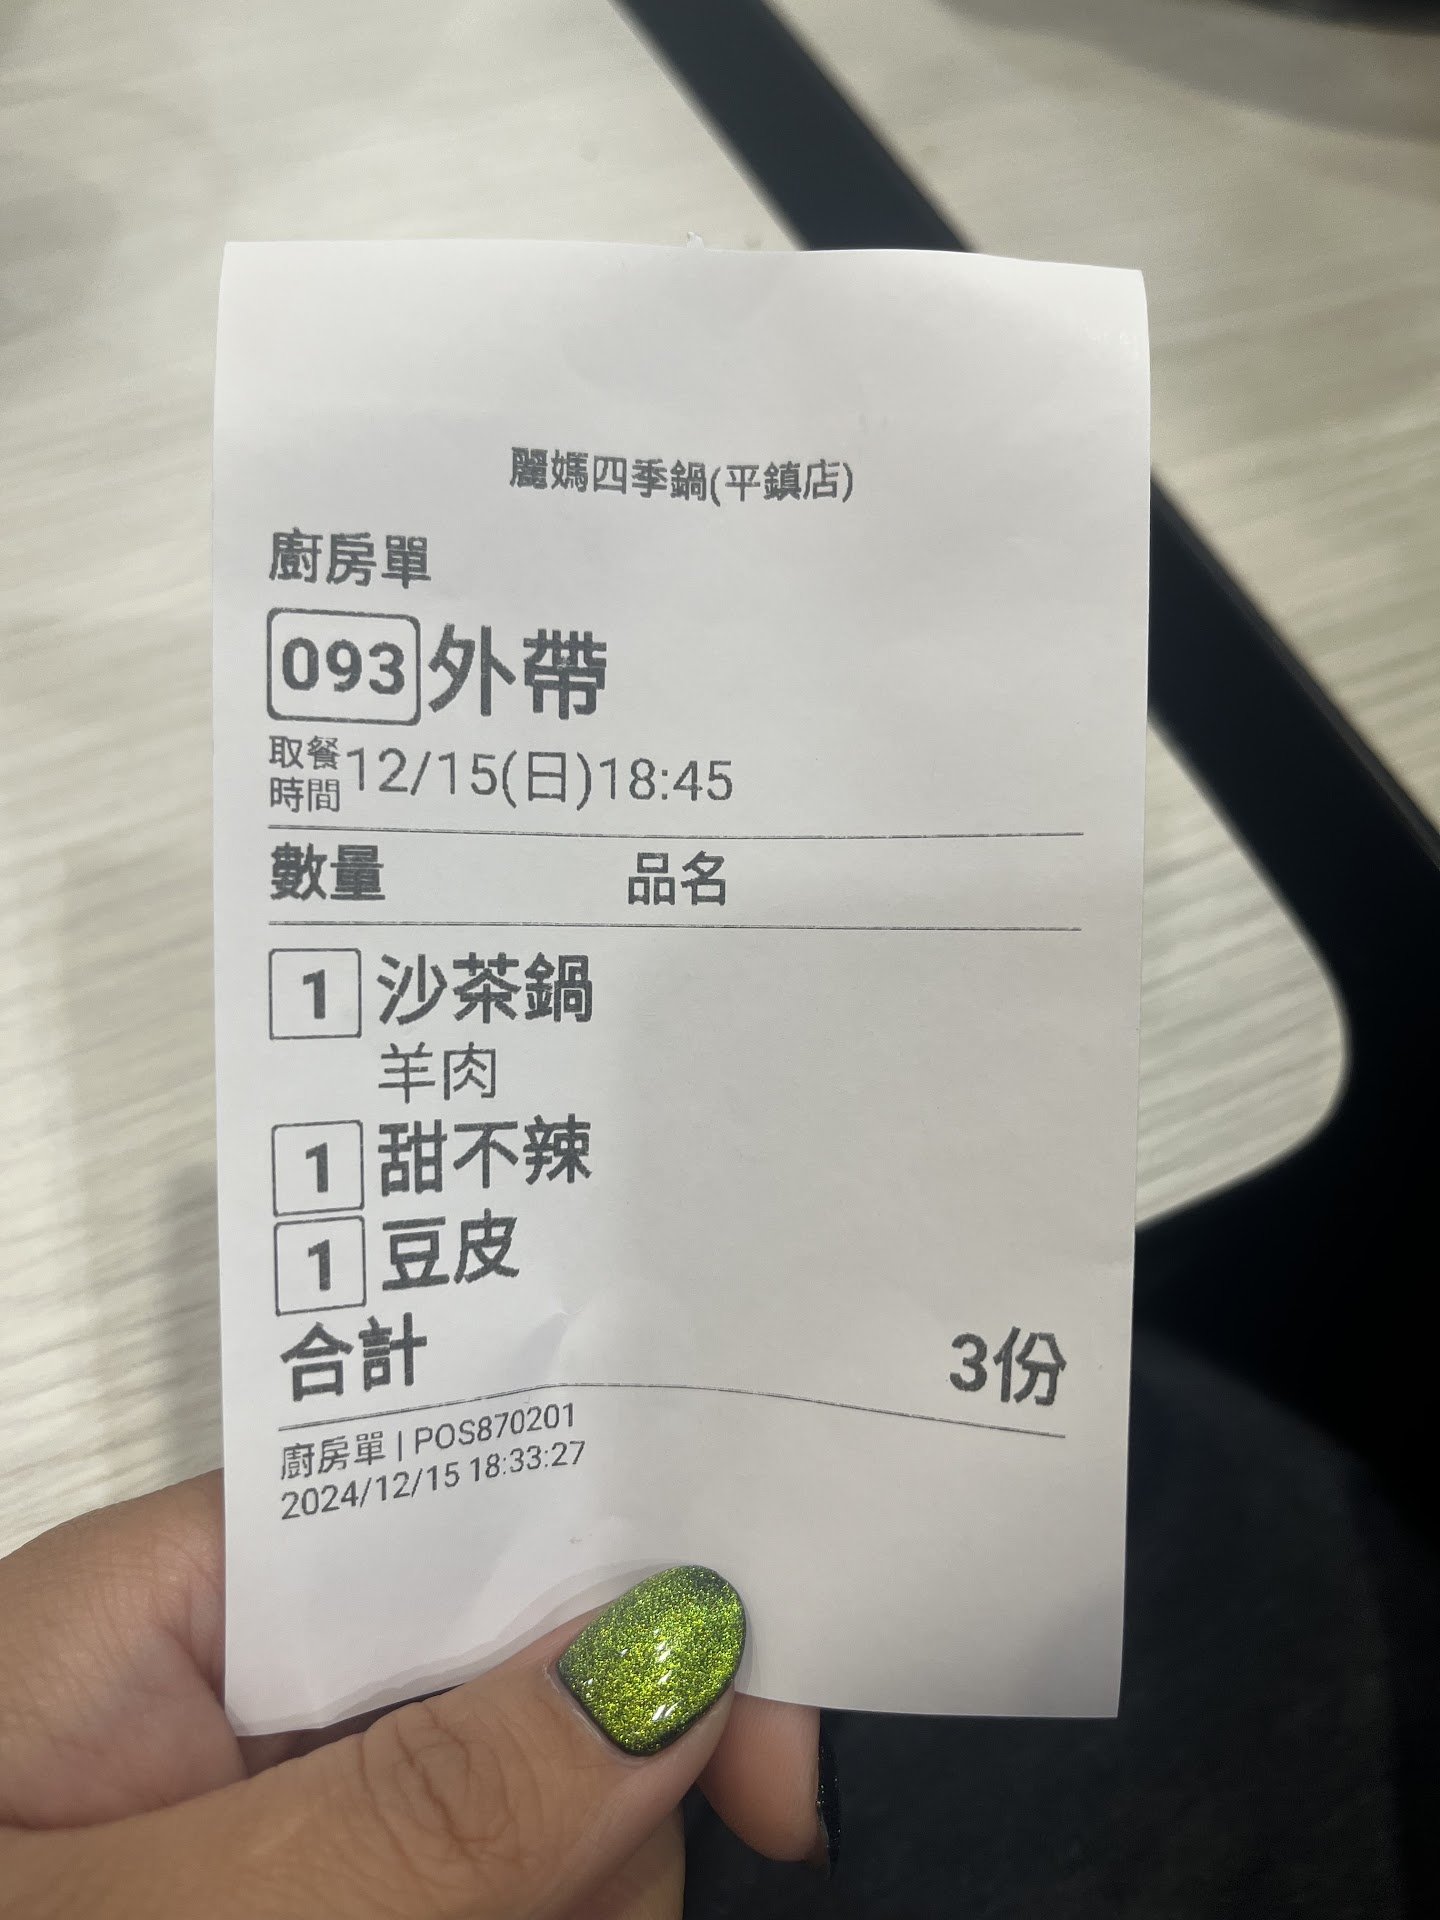 麗媽四季鍋(平鎮店)
廚房單
093 外帶
取餐時間 12/15(日)18:45
數量 品名
1 沙茶鍋
羊肉
1 甜不辣
1 豆皮
合計 3份
廚房單 | POS870201
2024/12/15 18:33:27